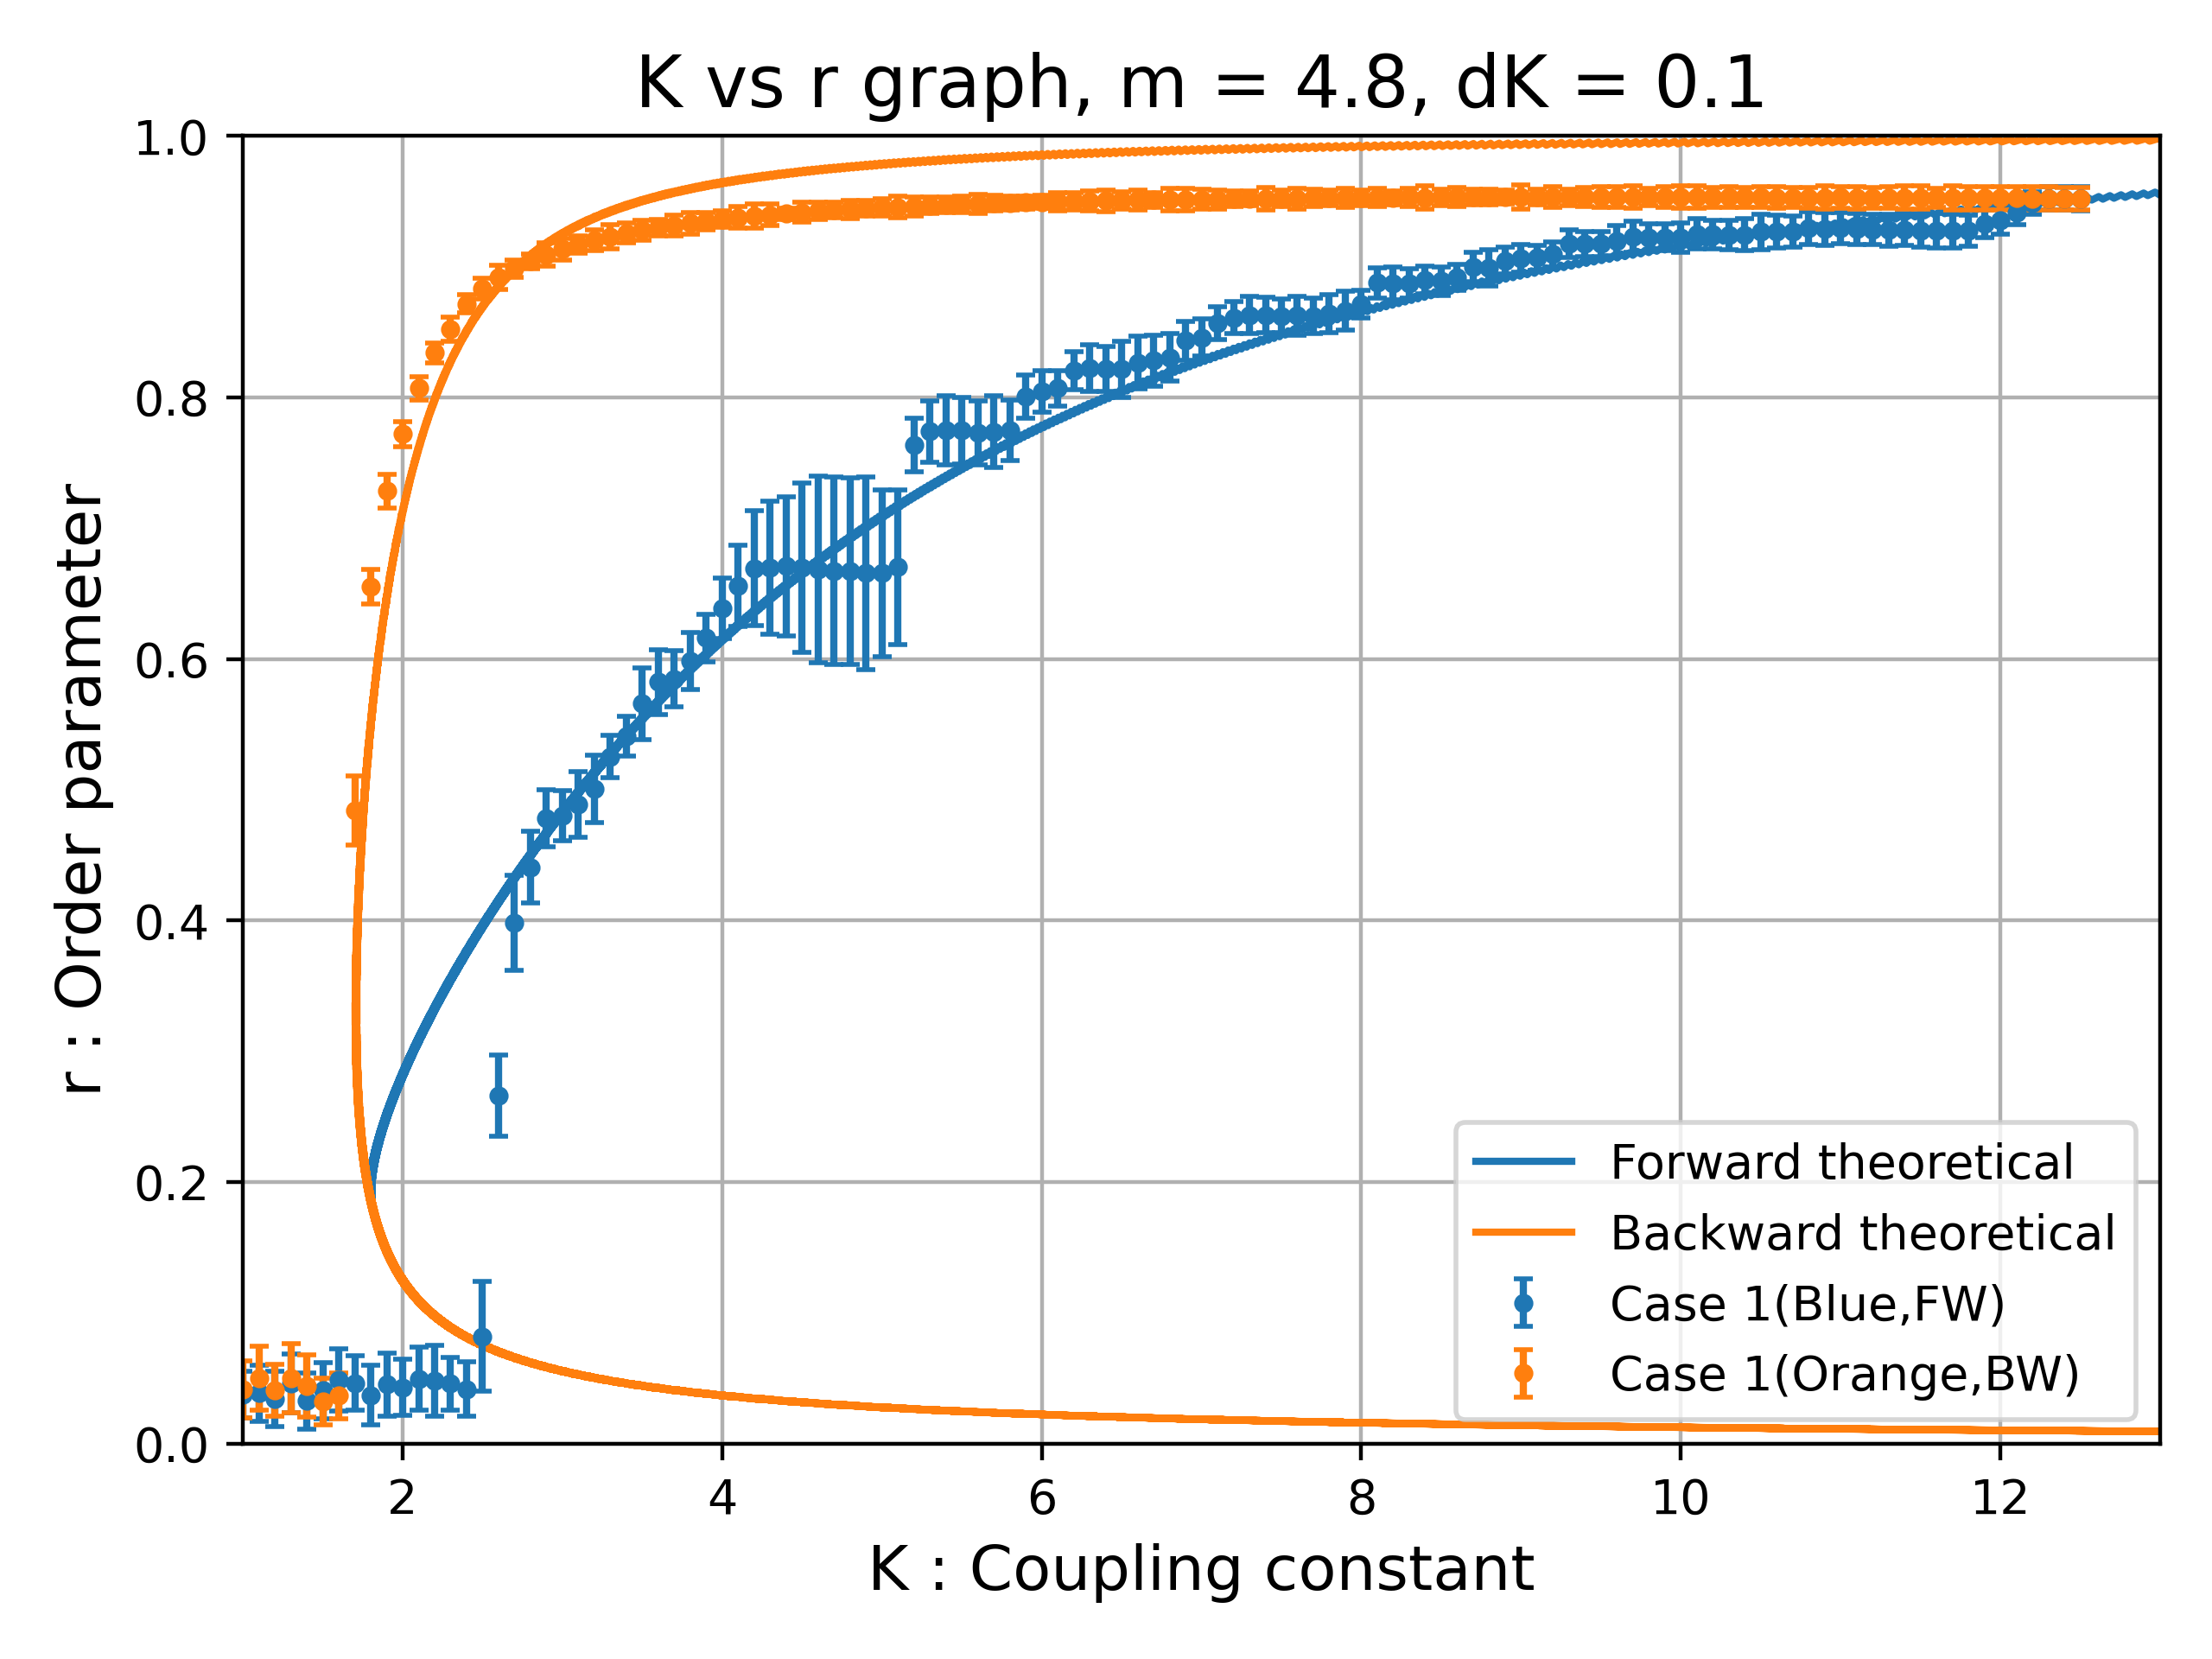 K vs r graph, m = 4.8, dK = 0.1
1.0
0.8
0.6
0.4
0.2
0.0
r : Order parameter
2 4 6 8 10 12
K : Coupling constant
Forward theoretical
Backward theoretical
Case 1(Blue,FW)
Case 1(Orange,BW)